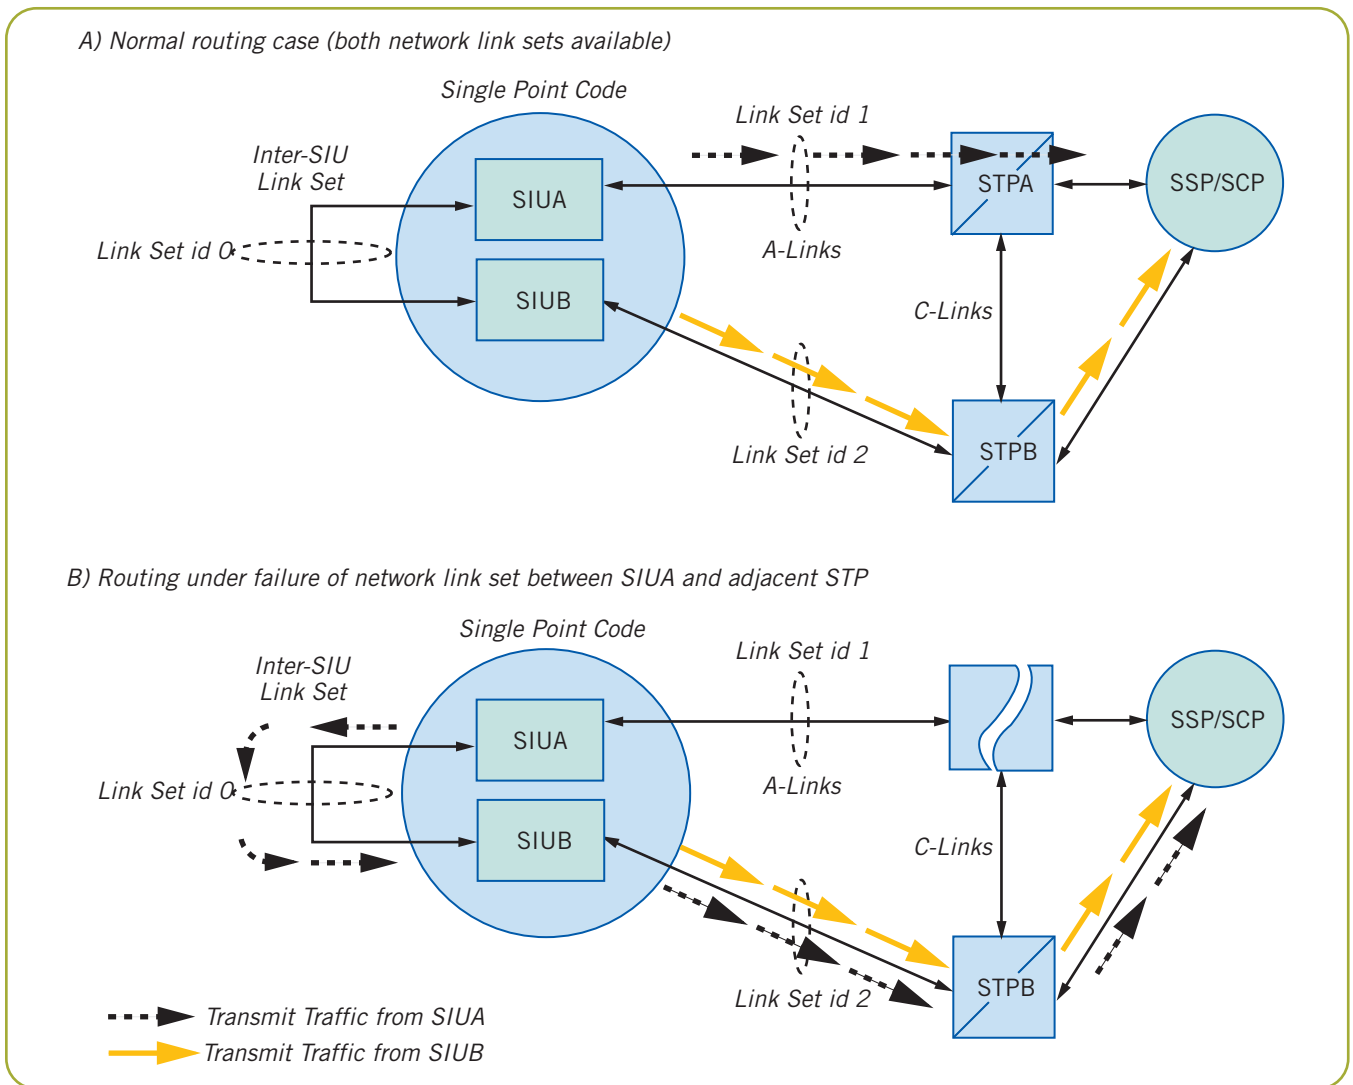 A) Normal routing case (both network link sets available)
Single Point Code
Link Set id 1
Inter-SIU
Link Set
SIUA
STPA
SSP/SCP
Link Set id 0
A-Links
SIUB
C-Links
Link Set id 2
STPB
B) Routing under failure of network link set between SIUA and adjacent STP
Single Point Code
Link Set id 1
Inter-SIU
Link Set
SIUA
SSP/SCP
Link Set id 0
A-Links
SIUB
C-Links
Link Set id 2
STPB
Transmit Traffic from SIUA
Transmit Traffic from SIUB